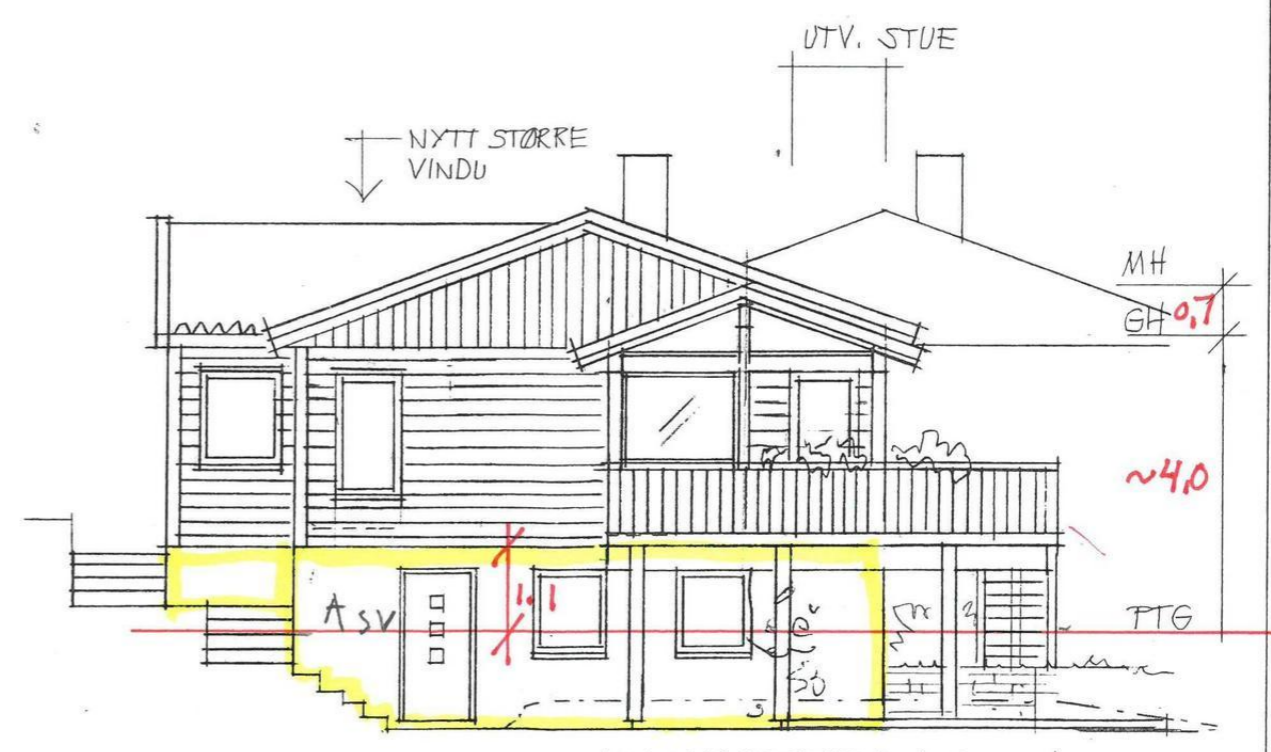 UTV. STUE
NYTT STØRRE
VINDU
MH
GH 0,7
~4,0
1.1
A SV
PTG